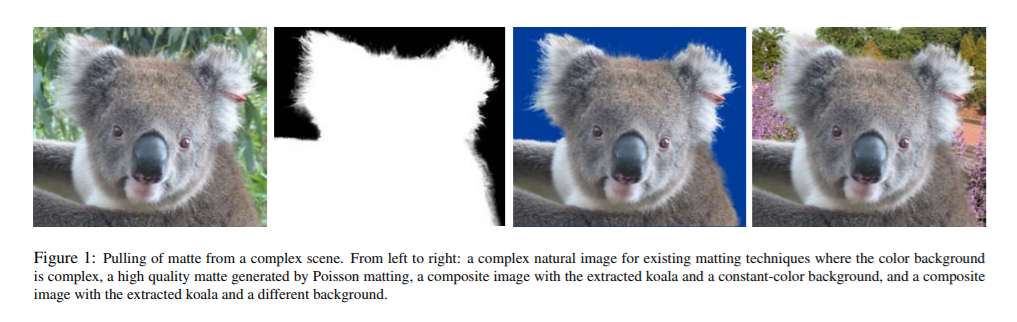 Figure 1: Pulling of matte from a complex scene. From left to right: a complex natural image for existing matting techniques where the color background
is complex, a high quality matte generated by Poisson matting, a composite image with the extracted koala and a constant-color background, and a composite
image with the extracted koala and a different background.